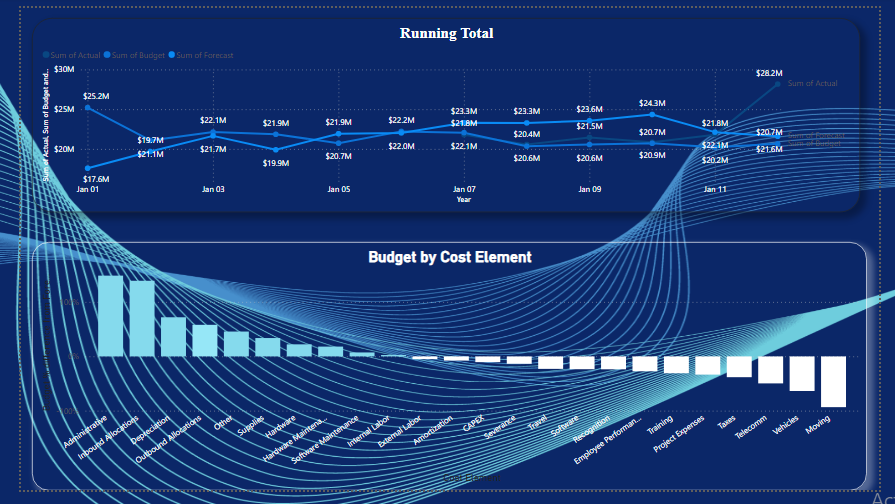 Running Total
Sum of Actual Sum of Budget Sum of Forecast
Sum of Actual, Sum of Budget and...
$30M
$25M
$20M
$25.2M
$17.6M
$19.7M
$21.1M
$22.1M
$21.7M
$21.9M
$19.9M
$21.9M
$20.7M
$22.2M
$22.0M
$23.3M
$21.8M
$22.1M
$23.3M
$20.4M
$20.6M
$23.6M
$21.5M
$20.6M
$24.3M
$20.7M
$20.9M
$21.8M
$22.1M
$20.2M
$28.2M
$20.7M
$21.6M
Sum of Actual
Sum of Forecast
Sum of Budget
Jan 01
Jan 03
Jan 05
Jan 07
Jan 09
Jan 11
Year
Budget by Cost Element
0%
Administrative
Inbound Allocations
Depreciation
Outbound Allocations
Other
Supplies
Hardware
Hardware Maintena...
Software Maintenance
Internal Labor
External Labor
Amortization
CAPEX
Severance
Travel
Software
Recognition
Employee Performan...
Training
Project Expenses
Taxes
Telecomm
Vehicles
Moving
Cost Element